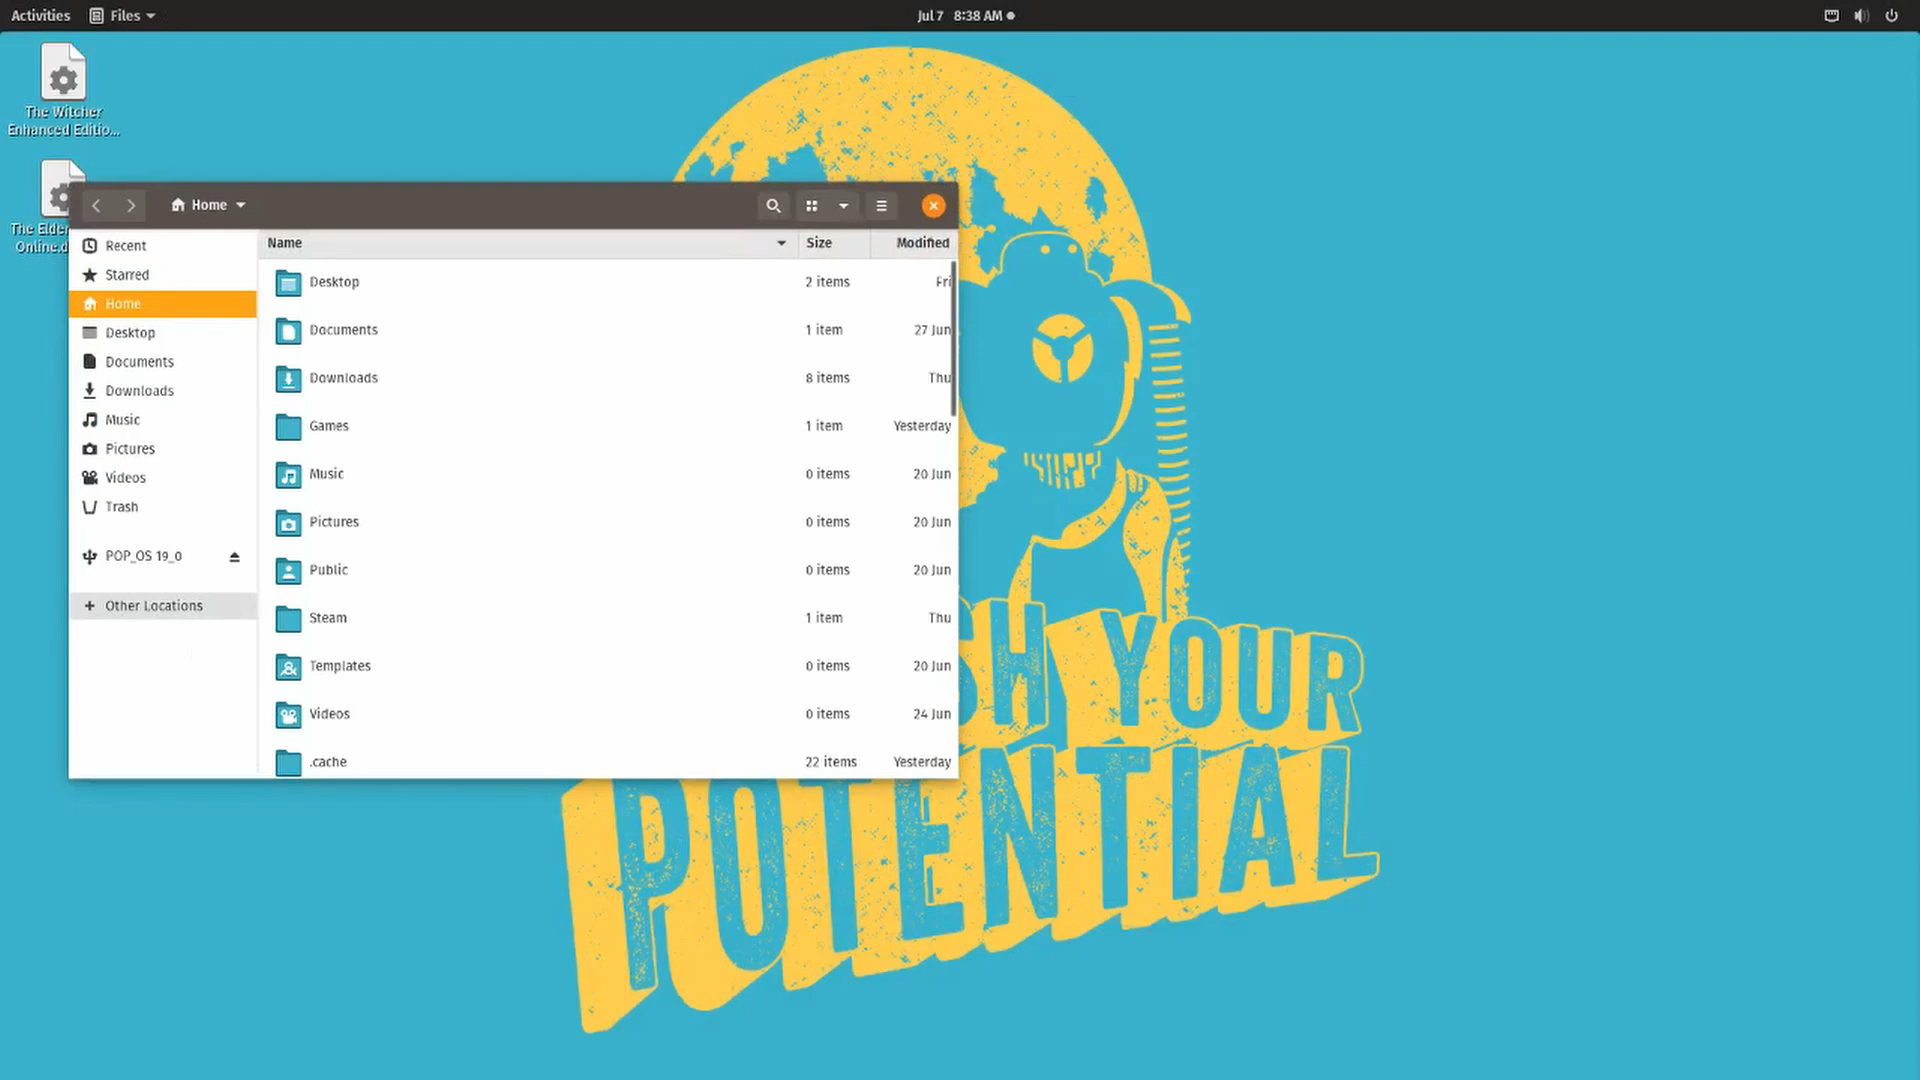 Activities
Files
Jul 7 8:38 AM
The Witcher
Enhanced Editio...
The Elder
Online.d
Home
Recent
Starred
Home
Desktop
Documents
Downloads
Music
Pictures
Videos
Trash
POP_OS 19_0
Other Locations
Name Size Modified
Desktop 2 items Fri
Documents 1 item 27 Jun
Downloads 8 items Thu
Games 1 item Yesterday
Music 0 items 20 Jun
Pictures 0 items 20 Jun
Public 0 items 20 Jun
Steam 1 item Thu
Templates 0 items 20 Jun
Videos 0 items 24 Jun
.cache 22 items Yesterday
SH YOUR
POTENTIAL